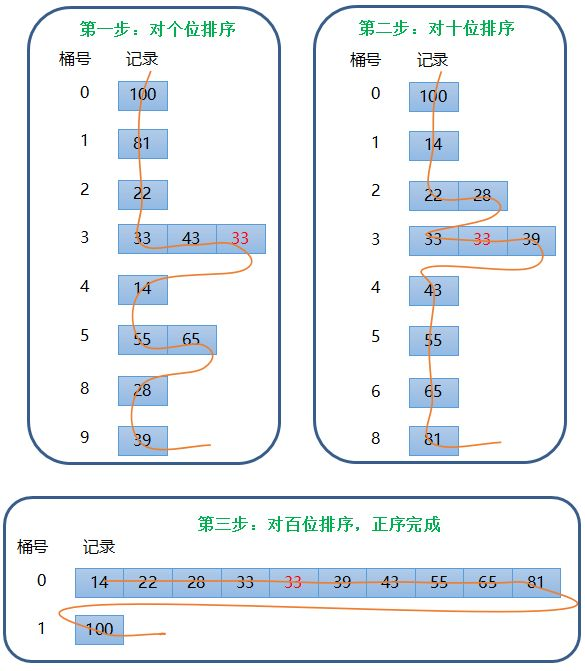 第一步：对个位排序
桶号 记录
0 100
1 81
2 22
3 33 43 33
4 14
5 55 65
8 28
9 39
第二步：对十位排序
桶号 记录
0 100
1 14
2 22 28
3 33 33 39
4 43
5 55
6 65
8 81
第三步：对百位排序，正序完成
桶号 记录
0 14 22 28 33 33 39 43 55 65 81
1 100